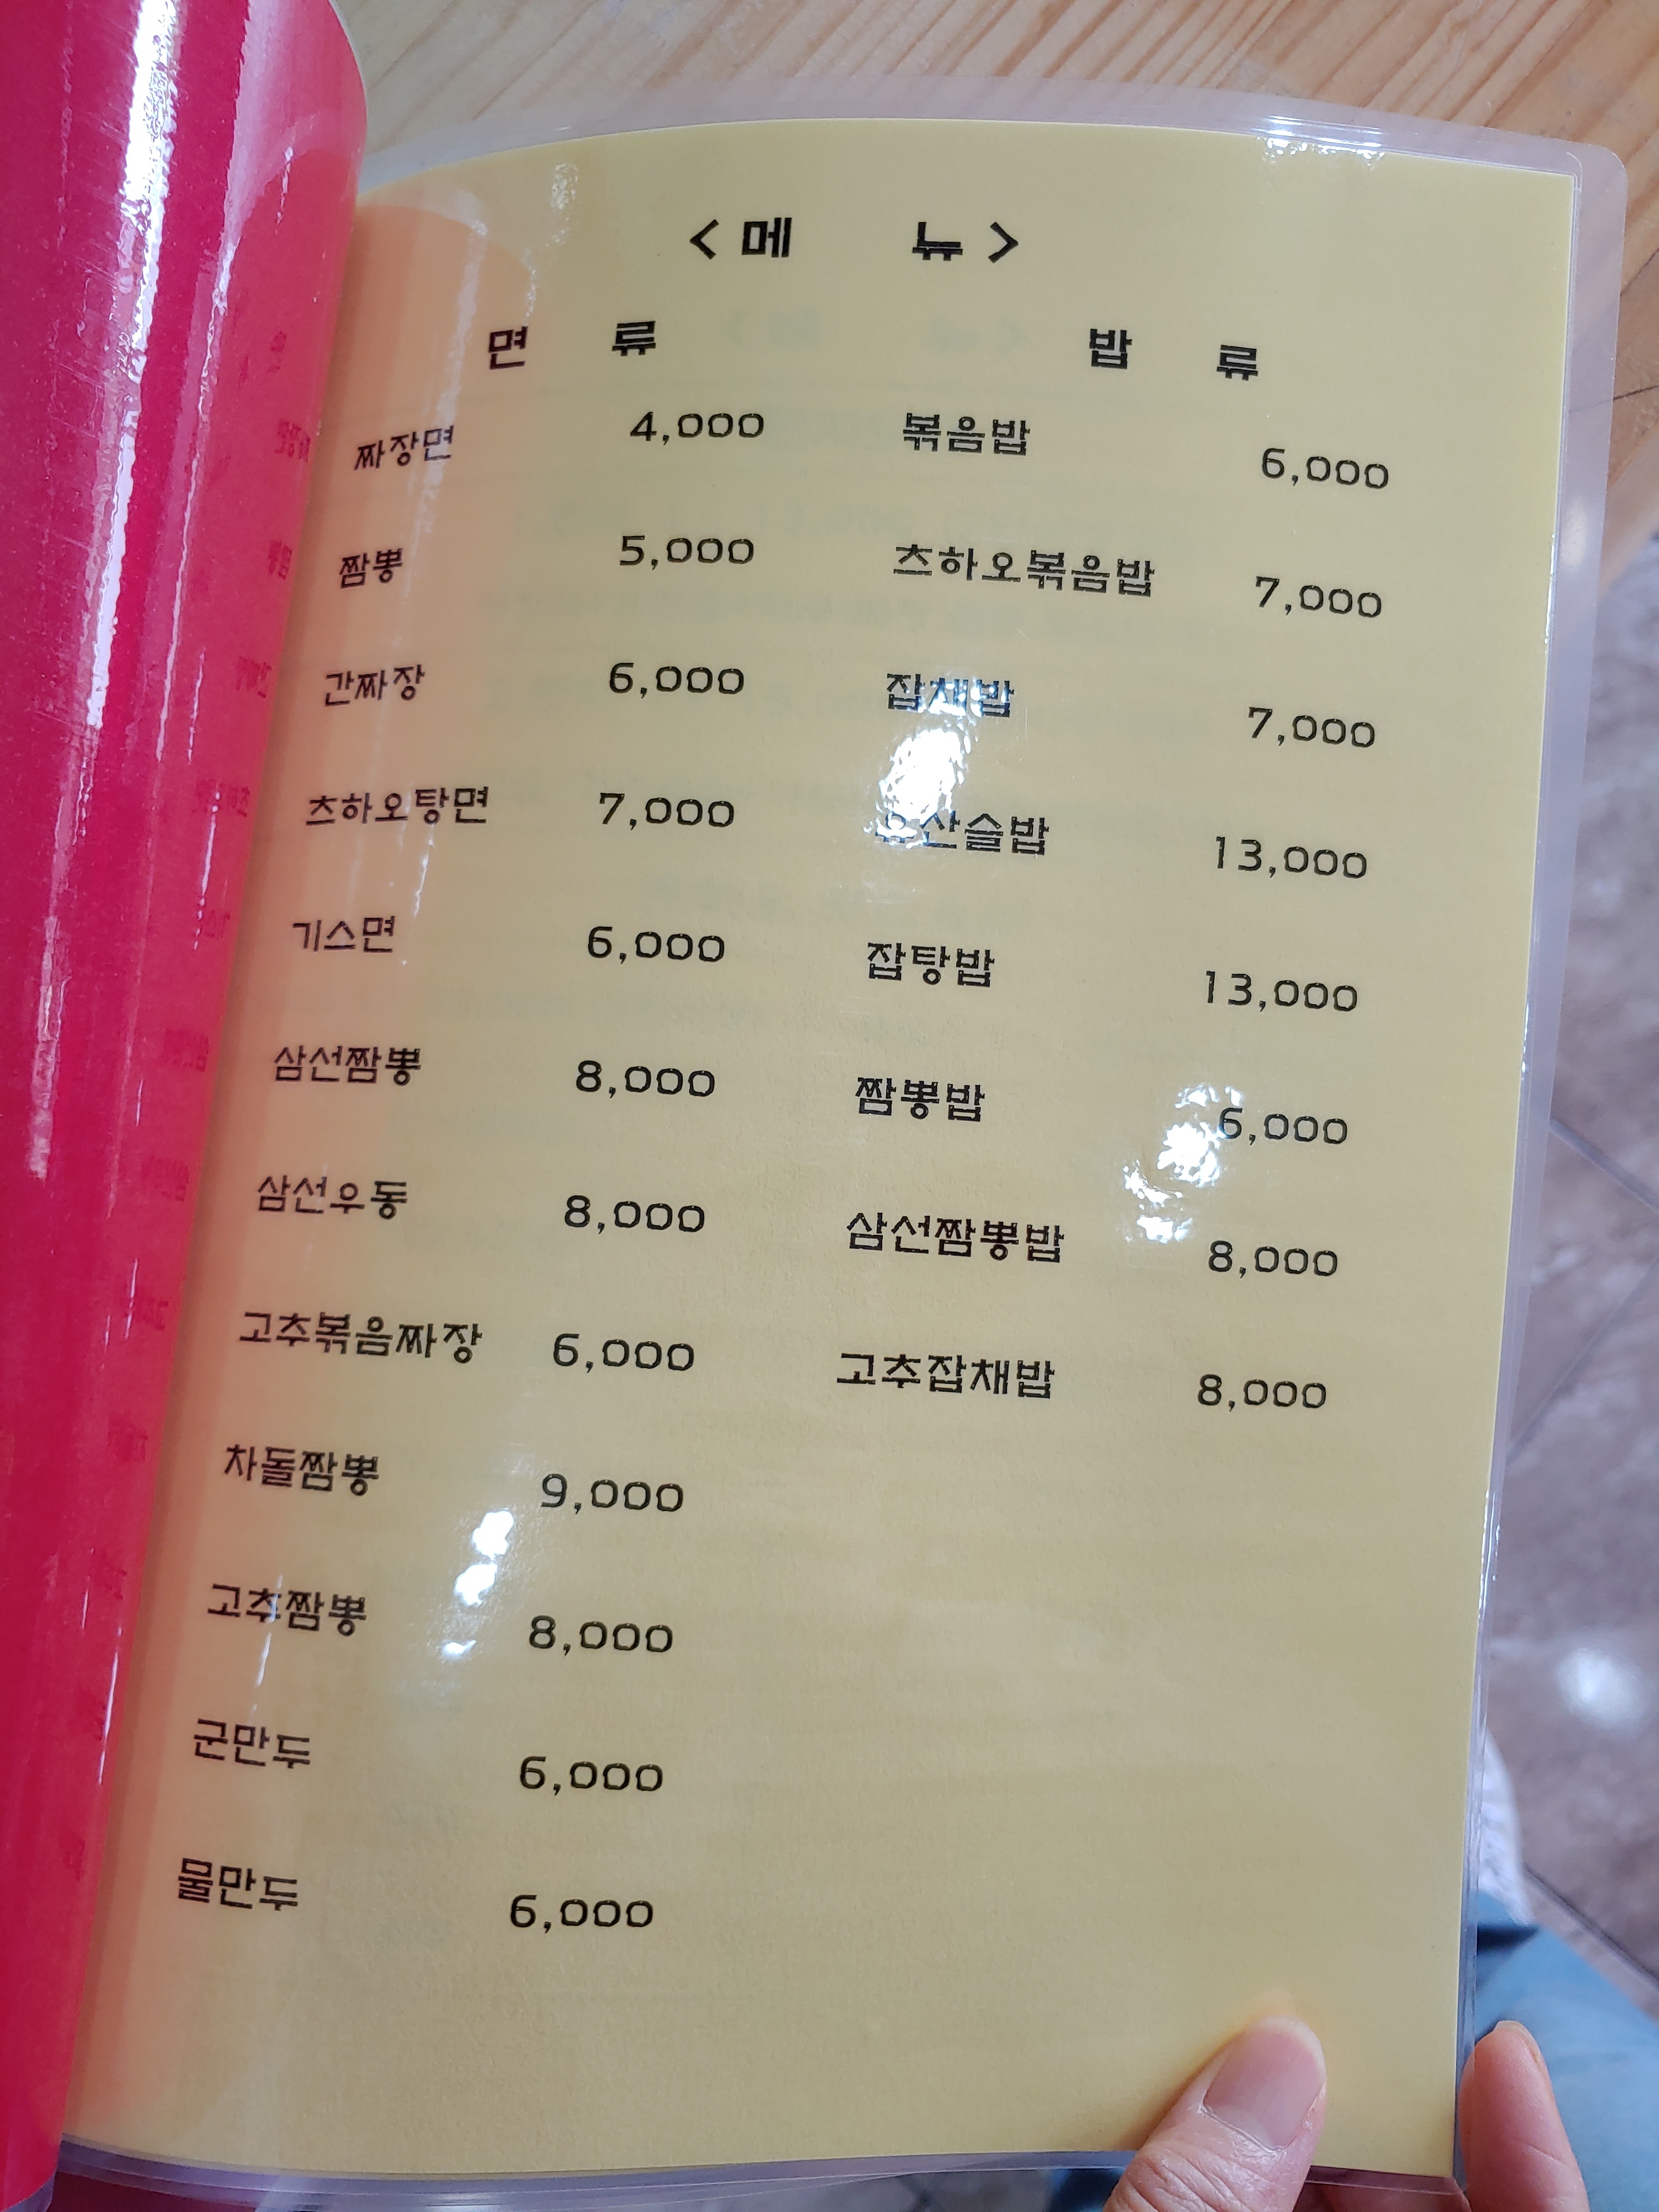 <메 뉴>
면 류
짜장면 4,000
짬뽕 5,000
간짜장 6,000
츠하오탕면 7,000
기스면 6,000
삼선짬뽕 8,000
삼선우동 8,000
고추볶음짜장 6,000
차돌짬뽕 9,000
고추짬뽕 8,000
군만두 6,000
물만두 6,000
밥 류
볶음밥 6,000
츠하오볶음밥 7,000
잡채밥 7,000
유산슬밥 13,000
잡탕밥 13,000
짬뽕밥 6,000
삼선짬뽕밥 8,000
고추잡채밥 8,000